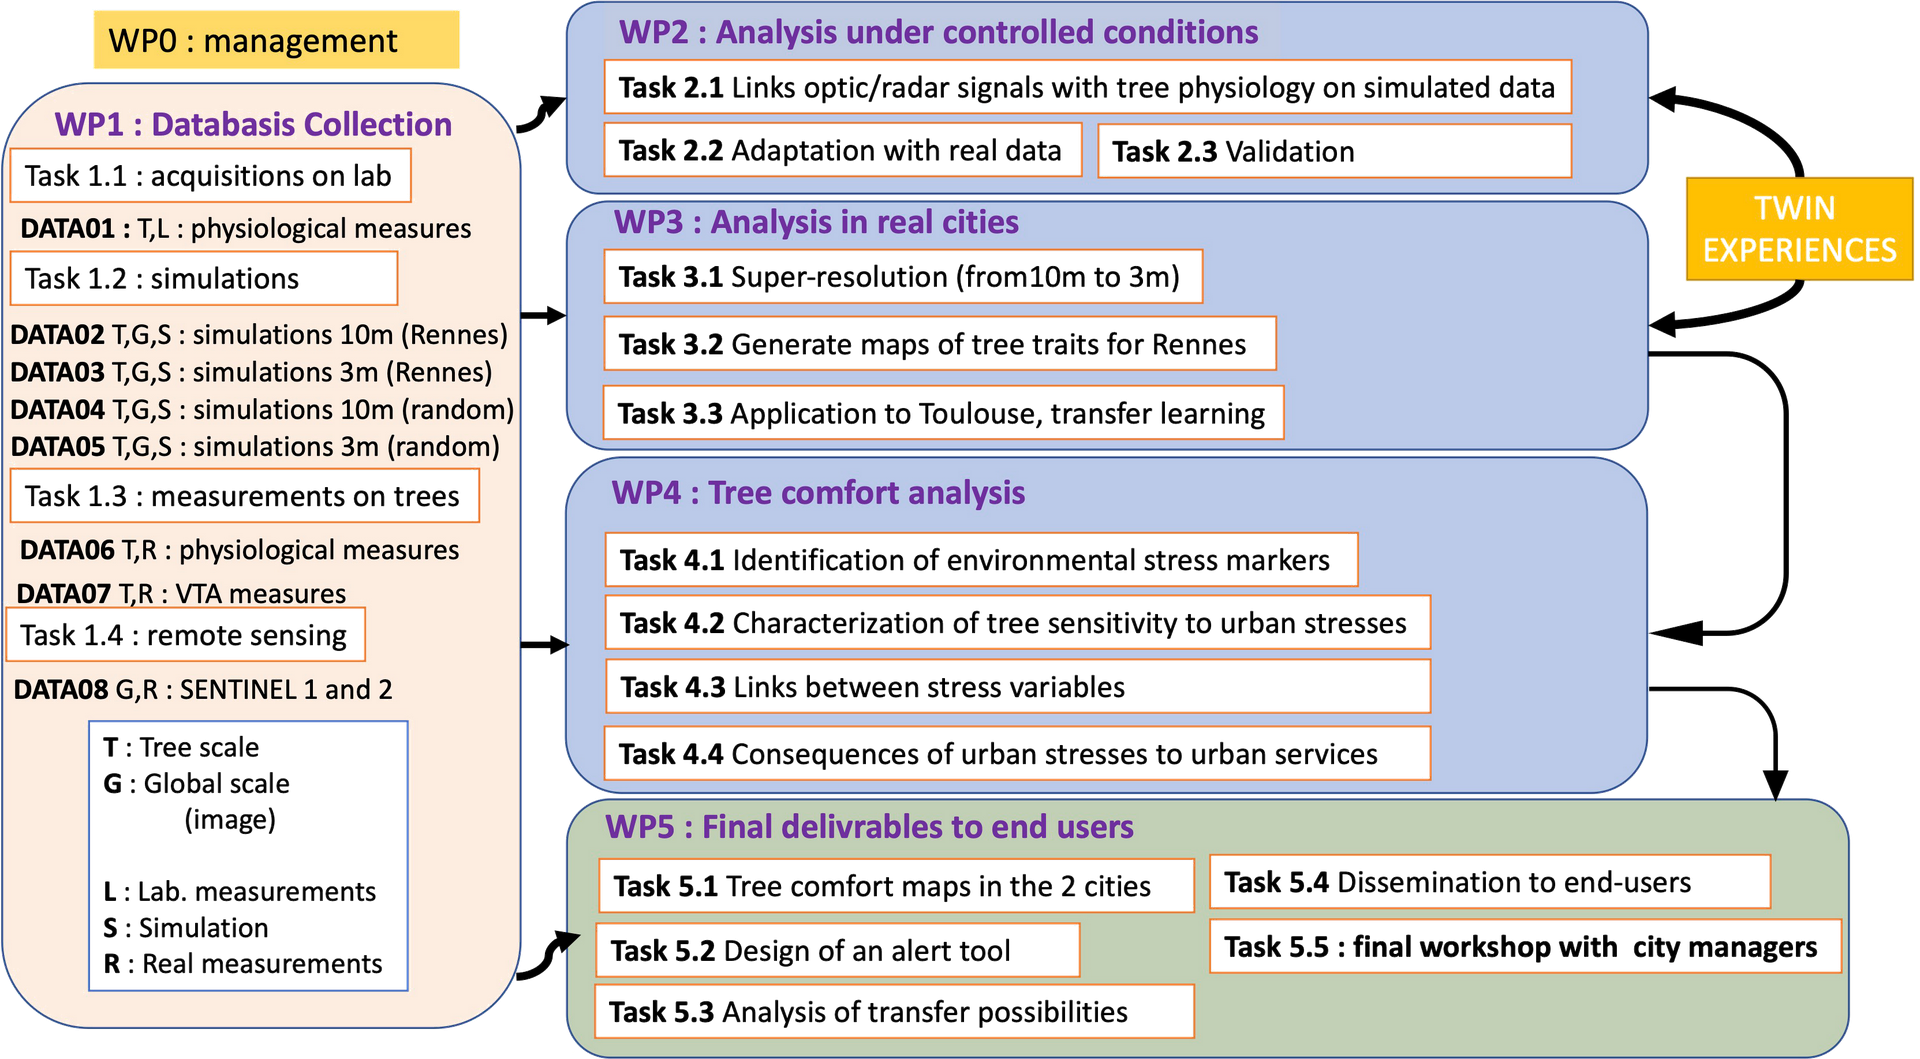 WP0 : management
WP1 : Databasis Collection
Task 1.1 : acquisitions on lab
DATA01 : T,L : physiological measures
Task 1.2 : simulations
DATA02 T,G,S : simulations 10m (Rennes)
DATA03 T,G,S : simulations 3m (Rennes)
DATA04 T,G,S : simulations 10m (random)
DATA05 T,G,S : simulations 3m (random)
Task 1.3 : measurements on trees
DATA06 T,R : physiological measures
DATA07 T,R : VTA measures
Task 1.4 : remote sensing
DATA08 G,R : SENTINEL 1 and 2
T : Tree scale
G : Global scale
(image)
L : Lab. measurements
S : Simulation
R : Real measurements
WP2 : Analysis under controlled conditions
Task 2.1 Links optic/radar signals with tree physiology on simulated data
Task 2.2 Adaptation with real data
Task 2.3 Validation
WP3 : Analysis in real cities
Task 3.1 Super-resolution (from10m to 3m)
Task 3.2 Generate maps of tree traits for Rennes
Task 3.3 Application to Toulouse, transfer learning
TWIN
EXPERIENCES
WP4 : Tree comfort analysis
Task 4.1 Identification of environmental stress markers
Task 4.2 Characterization of tree sensitivity to urban stresses
Task 4.3 Links between stress variables
Task 4.4 Consequences of urban stresses to urban services
WP5 : Final delivrables to end users
Task 5.1 Tree comfort maps in the 2 cities
Task 5.2 Design of an alert tool
Task 5.3 Analysis of transfer possibilities
Task 5.4 Dissemination to end-users
Task 5.5 : final workshop with  city managers